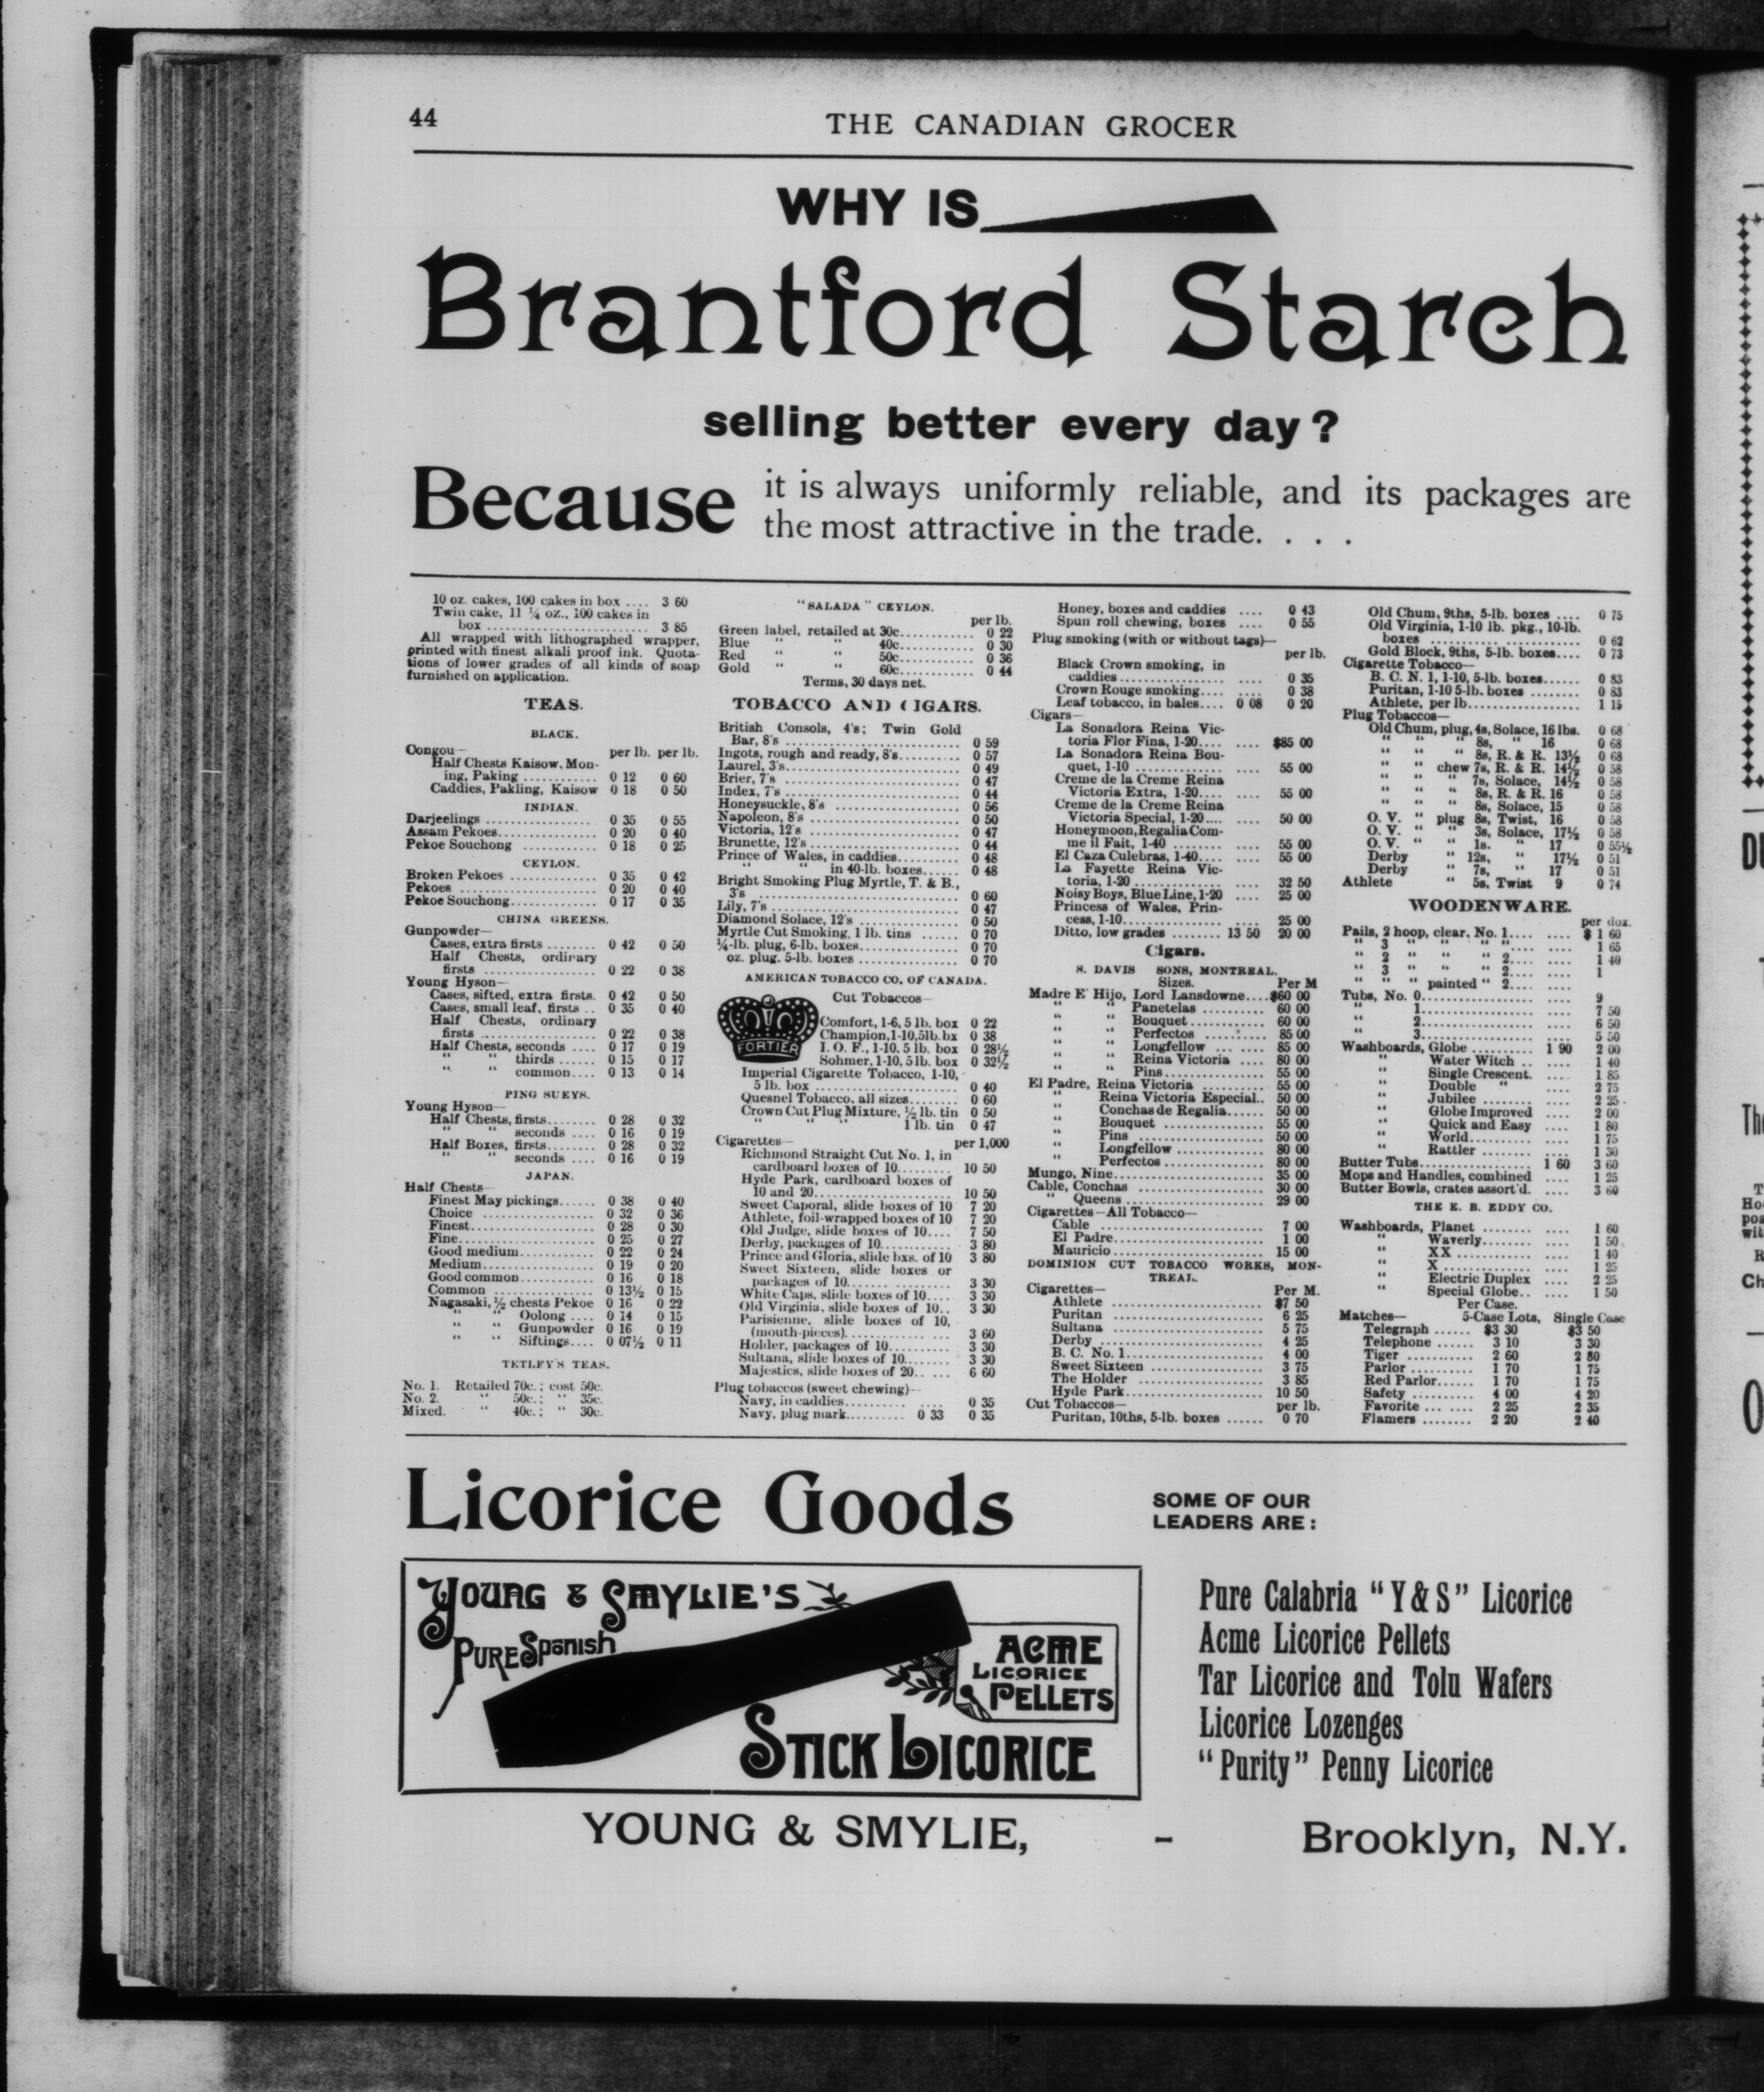 44
THE CANADIAN GROCER
WHY IS
Brantford Starch
selling better every day?
Because it is always uniformly reliable, and its packages are
the most attractive in the trade. . . .
10 oz. cakes, 100 cakes in box .... 3 60
Twin cake, 11 ¼ oz., 100 cakes in
box ............................ 3 85
All wrapped with lithographed wrapper,
printed with finest alkali proof ink. Quota-
tions of lower grades of all kinds of soap
furnished on application.
TEAS.
BLACK.
Congou— per lb. per lb.
Half Chests Kaisow, Mon-
ing, Paking ........... 0 12 0 60
Caddies, Pakling, Kaisow 0 18 0 50
INDIAN.
Darjeelings ................ 0 35 0 55
Assam Pekoes.............. 0 20 0 40
Pekoe Souchong ........... 0 18 0 25
CEYLON.
Broken Pekoes ............ 0 35 0 42
Pekoes .................... 0 20 0 40
Pekoe Souchong............ 0 17 0 35
CHINA GREENS.
Gunpowder—
Cases, extra firsts ........ 0 42 0 50
Half Chests, ordinary
firsts ................ 0 22 0 38
Young Hyson—
Cases, sifted, extra firsts. 0 42 0 50
Cases, small leaf, firsts .. 0 35 0 40
Half Chests, ordinary
firsts ................ 0 22 0 38
Half Chests, seconds .... 0 17 0 19
" " thirds ..... 0 15 0 17
" " common.... 0 13 0 14
PING SUEYS.
Young Hyson—
Half Chests, firsts........ 0 28 0 32
" " seconds .... 0 16 0 19
Half Boxes, firsts........ 0 28 0 32
" " seconds .... 0 16 0 19
JAPAN.
Half Chests—
Finest May pickings...... 0 38 0 40
Choice .................. 0 32 0 36
Finest.................... 0 28 0 30
Fine...................... 0 25 0 27
Good medium............ 0 22 0 24
Medium.................. 0 19 0 20
Good common............ 0 16 0 18
Common ................ 0 13½ 0 15
Nagasaki, ½ chests Pekoe 0 16 0 22
" " Oolong .... 0 14 0 15
" " Gunpowder 0 16 0 19
" " Siftings.... 0 07½ 0 11
TETLEY'S TEAS.
No. 1. Retailed 70c.; cost 50c.
No. 2. " 50c.; " 35c.
Mixed. " 40c.; " 30c.
"SALADA" CEYLON.
per lb.
Green label, retailed at 30c............ 0 22
Blue " " 40c............ 0 30
Red " " 50c............ 0 36
Gold " " 60c............ 0 44
Terms, 30 days net.
TOBACCO AND CIGARS.
British Consols, 4's; Twin Gold
Bar, 8's ........................ 0 59
Ingots, rough and ready, 8's.......... 0 57
Laurel, 3's............................ 0 49
Brier, 7's ............................ 0 47
Index, 7's ............................ 0 44
Honeysuckle, 8's ..................... 0 56
Napoleon, 8's ........................ 0 50
Victoria, 12's ........................ 0 47
Brunette, 12's........................ 0 44
Prince of Wales, in caddies.......... 0 48
" " in 40-lb. boxes...... 0 48
Bright Smoking Plug Myrtle, T. & B.,
3's ................................ 0 60
Lily, 7's .............................. 0 47
Diamond Solace, 12's ................ 0 50
Myrtle Cut Smoking, 1 lb. tins ...... 0 70
¼-lb. plug, 6-lb. boxes................ 0 70
oz. plug. 5-lb. boxes ................ 0 70
AMERICAN TOBACCO CO. OF CANADA.
FORTIER
Cut Tobaccos—
Comfort, 1-6, 5 lb. box 0 22
Champion, 1-10, 5 lb. bx 0 38
I. O. F., 1-10. 5 lb. box 0 28½
Sohmer, 1-10, 5 lb. box 0 32½
Imperial Cigarette Tobacco, 1-10,
5 lb. box ........................ 0 40
Quesnel Tobacco. all sizes........ 0 60
Crown Cut Plug Mixture, ½ lb. tin 0 50
" " " 1 lb. tin 0 47
Cigarettes— per 1,000
Richmond Straight Cut No. 1, in
cardboard boxes of 10........ 10 50
Hyde Park, cardboard boxes of
10 and 20...................... 10 50
Sweet Caporal, slide boxes of 10 7 20
Athlete, foil-wrapped boxes of 10 7 20
Old Judge, slide boxes of 10.... 7 50
Derby, packages of 10............ 3 80
Prince and Gloria, slide bxs. of 10 3 80
Sweet Sixteen, slide boxes or
packages of 10................ 3 30
White Caps, slide boxes of 10.... 3 30
Old Virginia, slide boxes of 10.. 3 30
Parisienne, slide boxes of 10,
(mouth-pieces)................. 3 60
Holder, packages of 10.......... 3 30
Sultana, slide boxes of 10....... 3 30
Majestics, slide boxes of 20.. ... 6 60
Plug tobaccos (sweet chewing)—
Navy, in caddies.......... .... 0 35
Navy, plug mark.......... 0 33 0 35
Honey, boxes and caddies .... 0 43
Spun roll chewing, boxes .... 0 55
Plug smoking (with or without tags)—
per lb.
Black Crown smoking, in
caddies................ .... 0 35
Crown Rouge smoking.... .... 0 38
Leaf tobacco, in bales.... 0 08 0 20
Cigars—
La Sonadora Reina Vic-
toria Flor Fina, 1-20.... .... $85 00
La Sonadora Reina Bou-
quet, 1-10 .............. .... 55 00
Creme de la Creme Reina
Victoria Extra, 1-20.... .... 55 00
Creme de la Creme Reina
Victoria Special, 1-20.... .... 50 00
Honeymoon, Regalia Com-
me il Fait, 1-40 ........ .... 55 00
El Caza Culebras, 1-40.... .... 55 00
La Fayette Reina Vic-
toria, 1-20 .............. .... 32 50
Noisy Boys, Blue Line, 1-20 .... 25 00
Princess of Wales, Prin-
cess, 1-10................ .... 25 00
Ditto, low grades ........ 13 50 20 00
Cigars.
S. DAVIS SONS, MONTREAL.
Sizes. Per M
Madre E' Hijo, Lord Lansdowne.... $60 00
" " Panetelas .......... 60 00
" " Bouquet............ 60 00
" " Perfectos .......... 85 00
" " Longfellow ... .... 85 00
" " Reina Victoria .... 80 00
" " Pins................ 55 00
El Padre, Reina Victoria .......... 55 00
" Reina Victoria Especial.. 50 00
" Conchas de Regalia...... 50 00
" Bouquet ................ 55 00
" Pins .................... 50 00
" Longfellow .............. 80 00
" Perfectos ................ 80 00
Mungo, Nine........................ 35 00
Cable, Conchas .................... 30 00
" Queens ...................... 29 00
Cigarettes—All Tobacco—
Cable .......................... 7 00
El Padre........................ 1 00
Mauricio ........................ 15 00
DOMINION CUT TOBACCO WORKS, MON-
TREAL.
Cigarettes— Per M.
Athlete ........................ $7 50
Puritan ........................ 6 25
Sultana ........................ 5 75
Derby .......................... 4 25
B. C. No. 1...................... 4 00
Sweet Sixteen .................. 3 75
The Holder .................... 3 85
Hyde Park...................... 10 50
Cut Tobaccos— per lb.
Puritan, 10ths, 5-lb. boxes ...... 0 70
Old Chum, 9ths, 5-lb. boxes .... 0 75
Old Virginia, 1-10 lb. pkg., 10-lb.
boxes ........................ 0 62
Gold Block, 9ths, 5-lb. boxes.... 0 73
Cigarette Tobacco—
B. C. N. 1, 1-10, 5-lb. boxes...... 0 83
Puritan, 1-10 5-lb. boxes ........ 0 83
Athlete, per lb.................. 1 15
Plug Tobaccos—
Old Chum, plug, 4s, Solace, 16 lbs. 0 68
" " " 8s, " 16 0 68
" " " 8s, R. & R. 13½ 0 68
" " chew 7s, R. & R. 14½ 0 58
" " " 7s, Solace, 14½ 0 58
" " " 8s, R. & R. 16 0 58
" " " 8s, Solace, 15 0 58
O. V. " plug 8s, Twist, 16 0 58
O. V. " " 3s, Solace, 17½ 0 58
O. V. " " 1s. " 17 0 55½
Derby " 12s, " 17½ 0 51
Derby " 7s, " 17 0 51
Athlete " 5s, Twist 9 0 74
WOODENWARE.
per doz.
Pails, 2 hoop, clear, No. 1.... .... $ 1 60
" 3 " " " .... .... 1 65
" 2 " " " 2.... .... 1 40
" 3 " " " 2.... .... 1
" " " painted " 2.... ....
Tubs, No. 0.................. .... 9
" 1.................. .... 7 50
" 2.................. .... 6 50
" 3.................. .... 5 50
Washboards, Globe .......... 1 90 2 00
" Water Witch .. .... 1 40
" Single Crescent. .... 1 85
" Double " .... 2 75
" Jubilee ........ .... 2 25
" Globe Improved .... 2 00
" Quick and Easy .... 1 80
" World.......... .... 1 75
" Rattler ........ .... 1 30
Butter Tubs.................. 1 60 3 60
Mops and Handles, combined .... 1 25
Butter Bowls, crates assort'd. .... 3 60
THE E. B. EDDY CO.
Washboards, Planet ........ .... 1 60
" Waverly........ .... 1 50
" XX ............ .... 1 40
" X .............. .... 1 25
" Electric Duplex .... 2 25
" Special Globe.. .... 1 50
Per Case.
Matches— 5-Case Lots, Single Case
Telegraph ...... $3 30 $3 50
Telephone ...... 3 10 3 30
Tiger .......... 2 60 2 80
Parlor .......... 1 70 1 75
Red Parlor...... 1 70 1 75
Safety .......... 4 00 4 20
Favorite ... .... 2 25 2 35
Flamers ........ 2 20 2 40
Licorice Goods
SOME OF OUR
LEADERS ARE:
YOUNG & SMYLIE'S
PURE Spanish
ACME
LICORICE
PELLETS
STICK LICORICE
Pure Calabria "Y & S" Licorice
Acme Licorice Pellets
Tar Licorice and Tolu Wafers
Licorice Lozenges
"Purity" Penny Licorice
YOUNG & SMYLIE, - Brooklyn, N.Y.